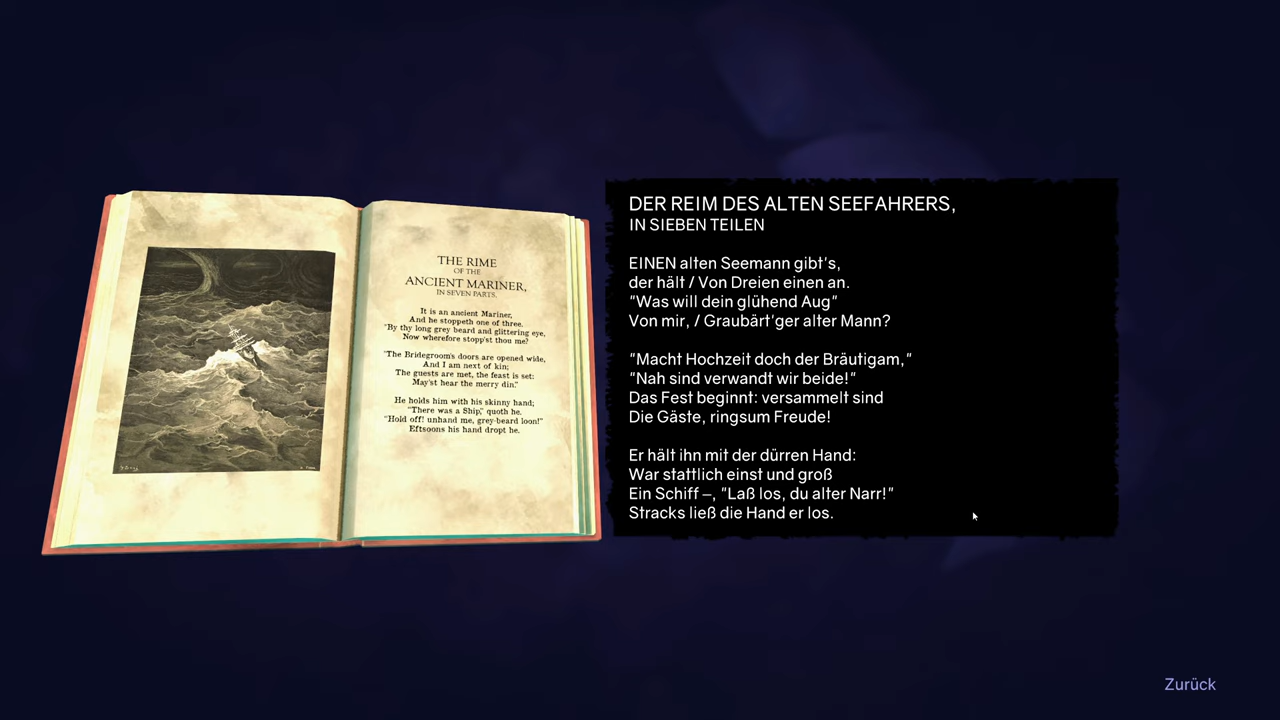 THE RIME
OF THE
ANCIENT MARINER,
IN SEVEN PARTS.
It is an ancient Mariner,
And he stoppeth one of three.
"By thy long grey beard and glittering eye,
Now wherefore stopp'st thou me?
"The Bridegroom's doors are opened wide,
And I am next of kin;
The guests are met, the feast is set:
May'st hear the merry din."
He holds him with his skinny hand;
"There was a Ship," quoth he.
"Hold off! unhand me, grey-beard loon!"
Eftsoons his hand dropt he.
DER REIM DES ALTEN SEEFAHRERS,
IN SIEBEN TEILEN
EINEN alten Seemann gibt's,
der hält / Von Dreien einen an.
"Was will dein glühend Aug"
Von mir, / Graubärt'ger alter Mann?
"Macht Hochzeit doch der Bräutigam,"
"Nah sind verwandt wir beide!"
Das Fest beginnt: versammelt sind
Die Gäste, ringsum Freude!
Er hält ihn mit der dürren Hand:
War stattlich einst und groß
Ein Schiff –, "Laß los, du alter Narr!"
Stracks ließ die Hand er los.
Zurück